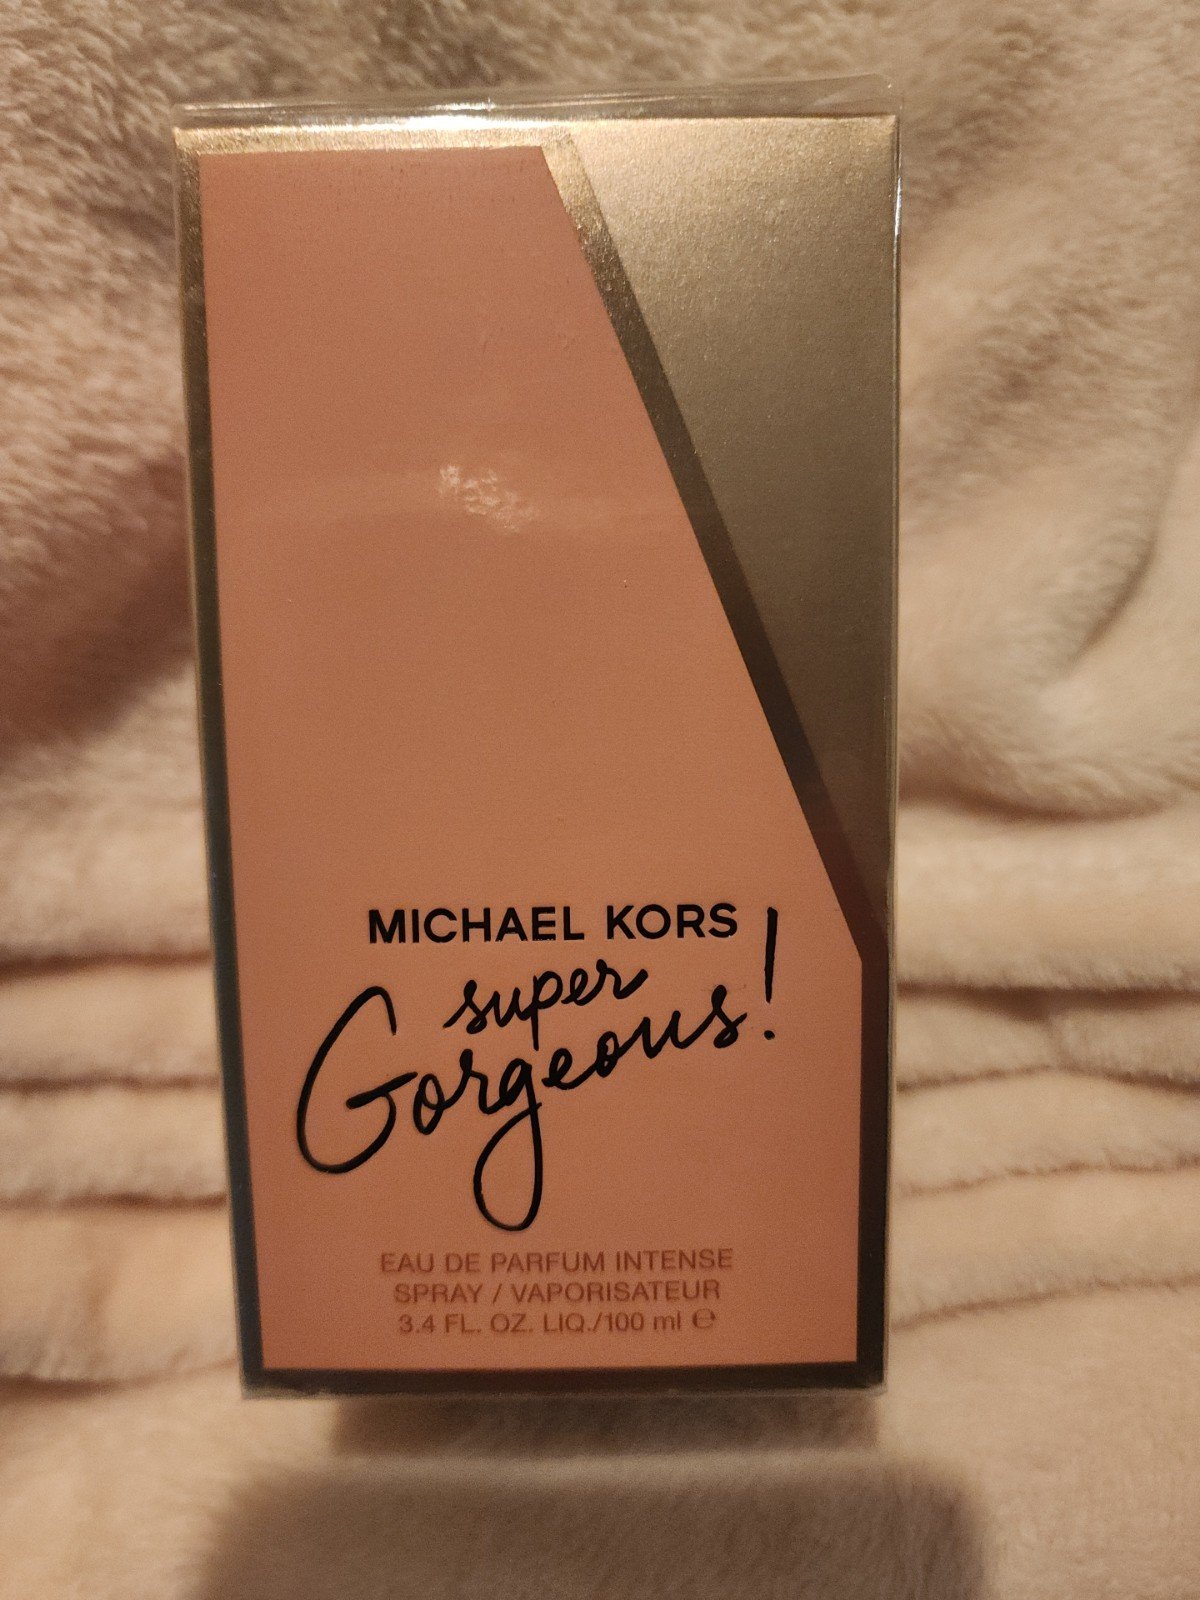 MICHAEL KORS
super
Gorgeous!
EAU DE PARFUM INTENSE
SPRAY / VAPORISATEUR
3.4 FL. OZ. LIQ./100 ml ℮